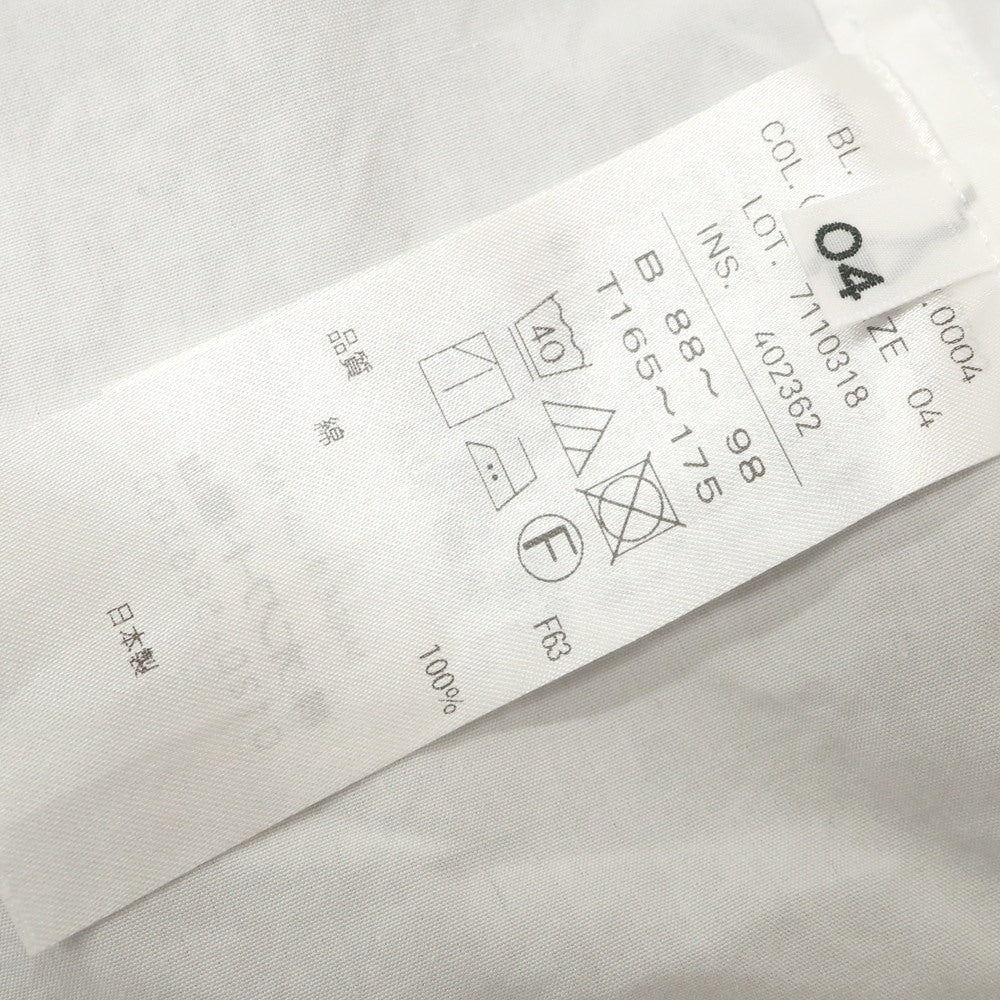 BL. .0004
COL. ZE 04
LOT. 7110318
INS. 402362
04
B 88～98
T165～175
40
F
F63
品質 綿 100%
日本製